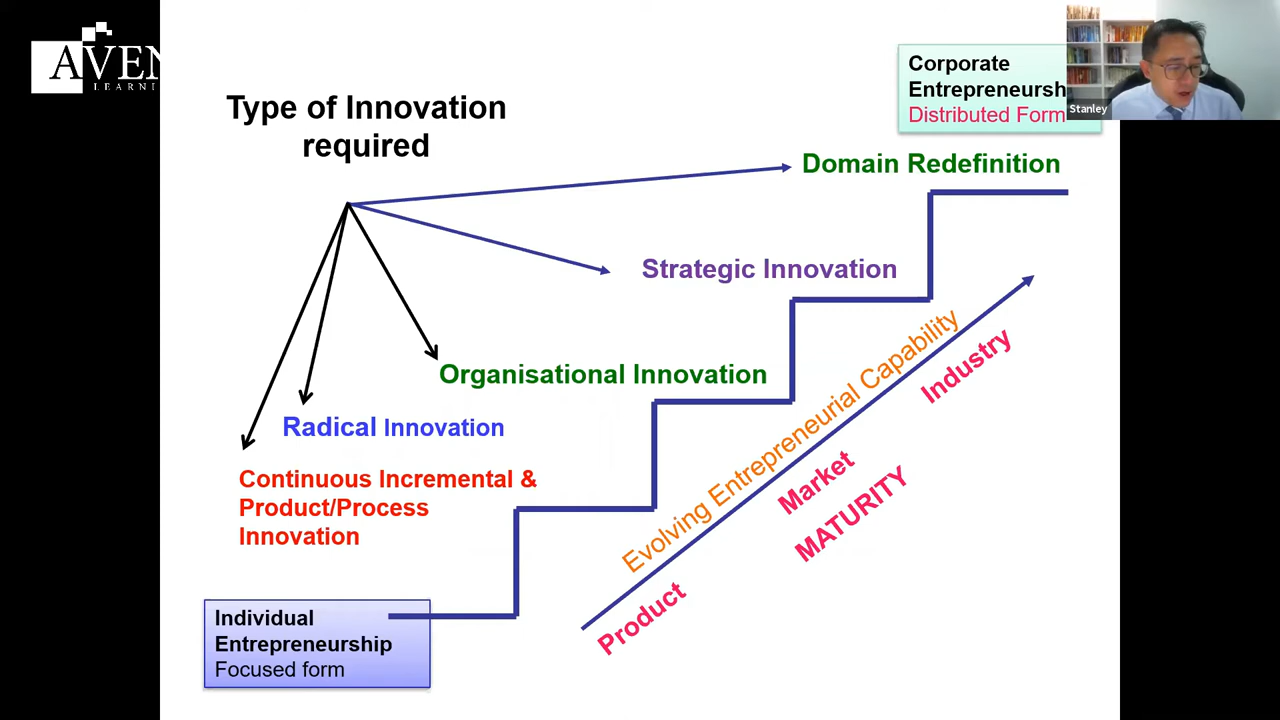 AVEN
LEARNI
Type of Innovation
required
Corporate
Entrepreneursh
Distributed Form
Stanley
Domain Redefinition
Strategic Innovation
Organisational Innovation
Radical Innovation
Continuous Incremental &
Product/Process
Innovation
Evolving Entrepreneurial Capability
Industry
Market
MATURITY
Product
Individual
Entrepreneurship
Focused form